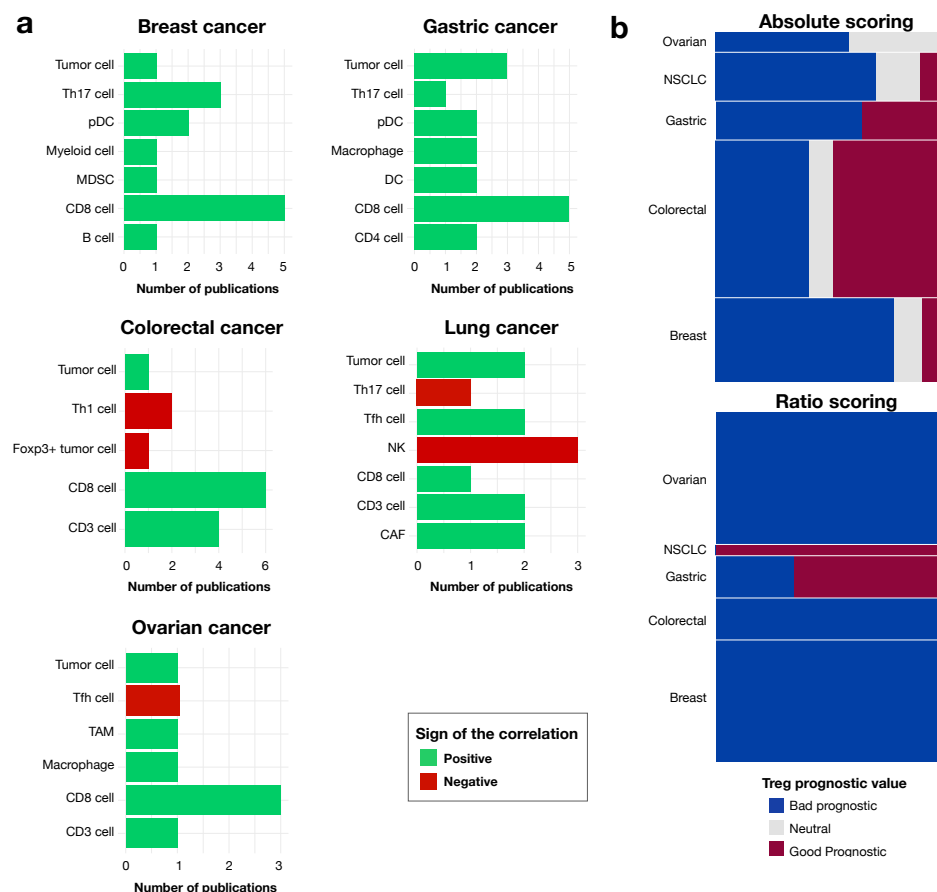 a
Breast cancer
Tumor cell
Th17 cell
pDC
Myeloid cell
MDSC
CD8 cell
B cell
0 1 2 3 4 5
Number of publications
Gastric cancer
Tumor cell
Th17 cell
pDC
Macrophage
DC
CD8 cell
CD4 cell
0 1 2 3 4 5
Number of publications
Colorectal cancer
Tumor cell
Th1 cell
Foxp3+ tumor cell
CD8 cell
CD3 cell
0 2 4 6
Number of publications
Lung cancer
Tumor cell
Th17 cell
Tfh cell
NK
CD8 cell
CD3 cell
CAF
0 1 2 3
Number of publications
Ovarian cancer
Tumor cell
Tfh cell
TAM
Macrophage
CD8 cell
CD3 cell
0 1 2 3
Number of publications
Sign of the correlation
Positive
Negative
b
Absolute scoring
Ovarian
NSCLC
Gastric
Colorectal
Breast
Ratio scoring
Ovarian
NSCLC
Gastric
Colorectal
Breast
Treg prognostic value
Bad prognostic
Neutral
Good Prognostic